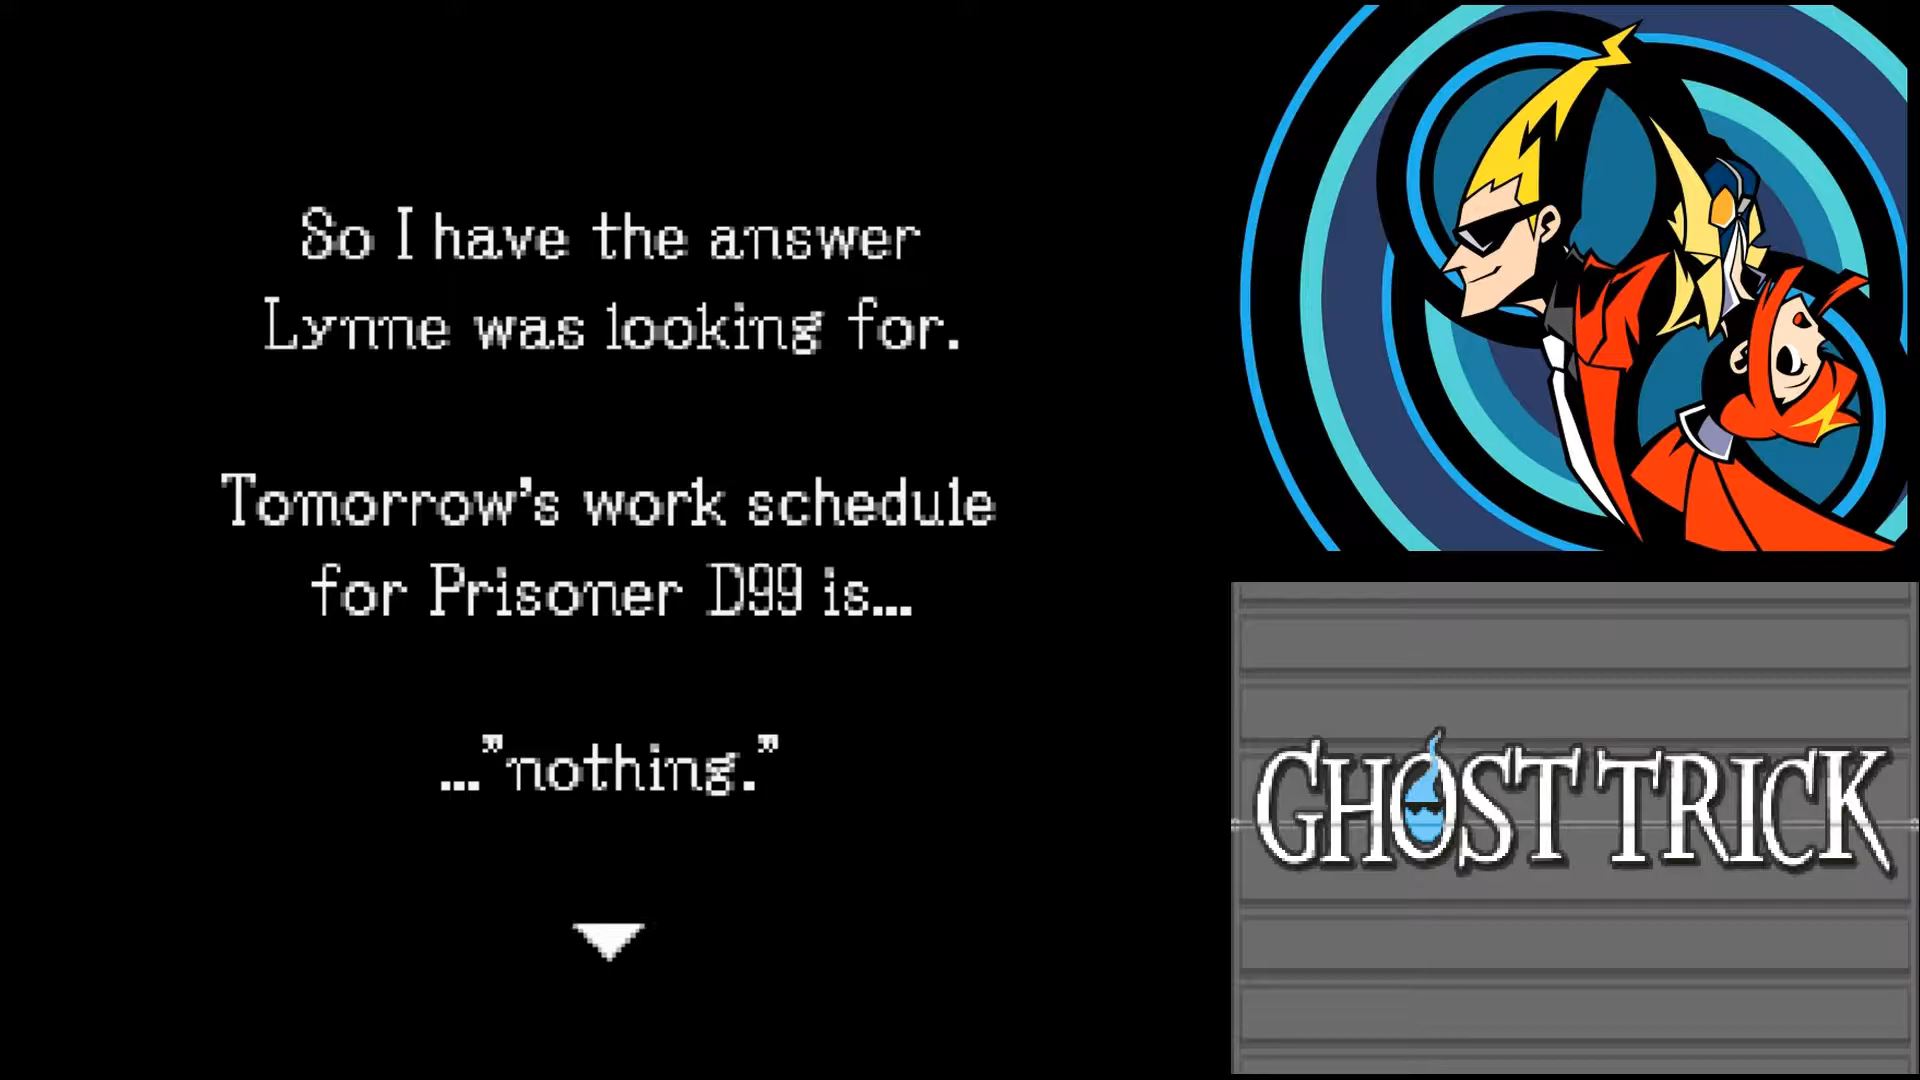 So I have the answer
Lynne was looking for.
Tomorrow's work schedule
for Prisoner D99 is...
..."nothing."
GHOST TRICK